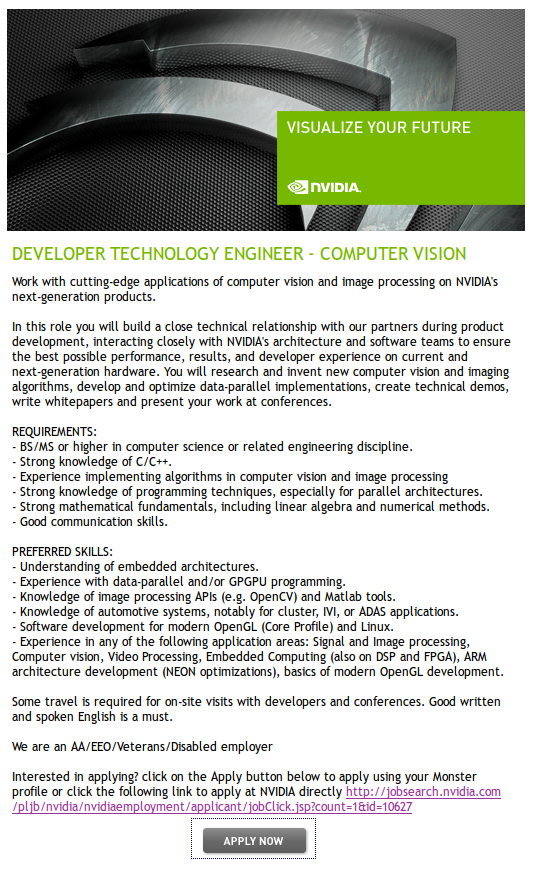 VISUALIZE YOUR FUTURE
NVIDIA.
DEVELOPER TECHNOLOGY ENGINEER - COMPUTER VISION
Work with cutting-edge applications of computer vision and image processing on NVIDIA's
next-generation products.
In this role you will build a close technical relationship with our partners during product
development, interacting closely with NVIDIA's architecture and software teams to ensure
the best possible performance, results, and developer experience on current and
next-generation hardware. You will research and invent new computer vision and imaging
algorithms, develop and optimize data-parallel implementations, create technical demos,
write whitepapers and present your work at conferences.
REQUIREMENTS:
- BS/MS or higher in computer science or related engineering discipline.
- Strong knowledge of C/C++.
- Experience implementing algorithms in computer vision and image processing
- Strong knowledge of programming techniques, especially for parallel architectures.
- Strong mathematical fundamentals, including linear algebra and numerical methods.
- Good communication skills.
PREFERRED SKILLS:
- Understanding of embedded architectures.
- Experience with data-parallel and/or GPGPU programming.
- Knowledge of image processing APIs (e.g. OpenCV) and Matlab tools.
- Knowledge of automotive systems, notably for cluster, IVI, or ADAS applications.
- Software development for modern OpenGL (Core Profile) and Linux.
- Experience in any of the following application areas: Signal and Image processing,
Computer vision, Video Processing, Embedded Computing (also on DSP and FPGA), ARM
architecture development (NEON optimizations), basics of modern OpenGL development.
Some travel is required for on-site visits with developers and conferences. Good written
and spoken English is a must.
We are an AA/EEO/Veterans/Disabled employer
Interested in applying? click on the Apply button below to apply using your Monster
profile or click the following link to apply at NVIDIA directly http://jobsearch.nvidia.com
/pljb/nvidia/nvidiaemployment/applicant/jobClick.jsp?count=1&id=10627
APPLY NOW